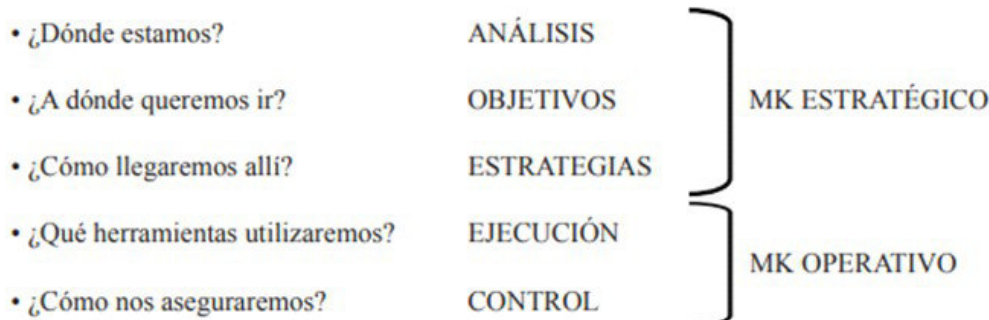 • ¿Dónde estamos? ANÁLISIS
• ¿A dónde queremos ir? OBJETIVOS MK ESTRATÉGICO
• ¿Cómo llegaremos allí? ESTRATEGIAS
• ¿Qué herramientas utilizaremos? EJECUCIÓN
MK OPERATIVO
• ¿Cómo nos aseguraremos? CONTROL